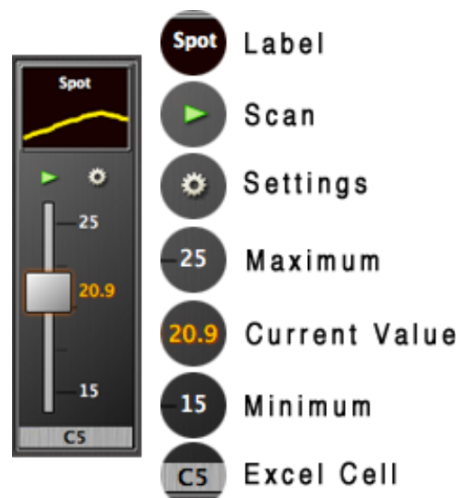 Spot
25
20.9
15
C5
Spot Label
Scan
Settings
25 Maximum
20.9 Current Value
15 Minimum
C5 Excel Cell